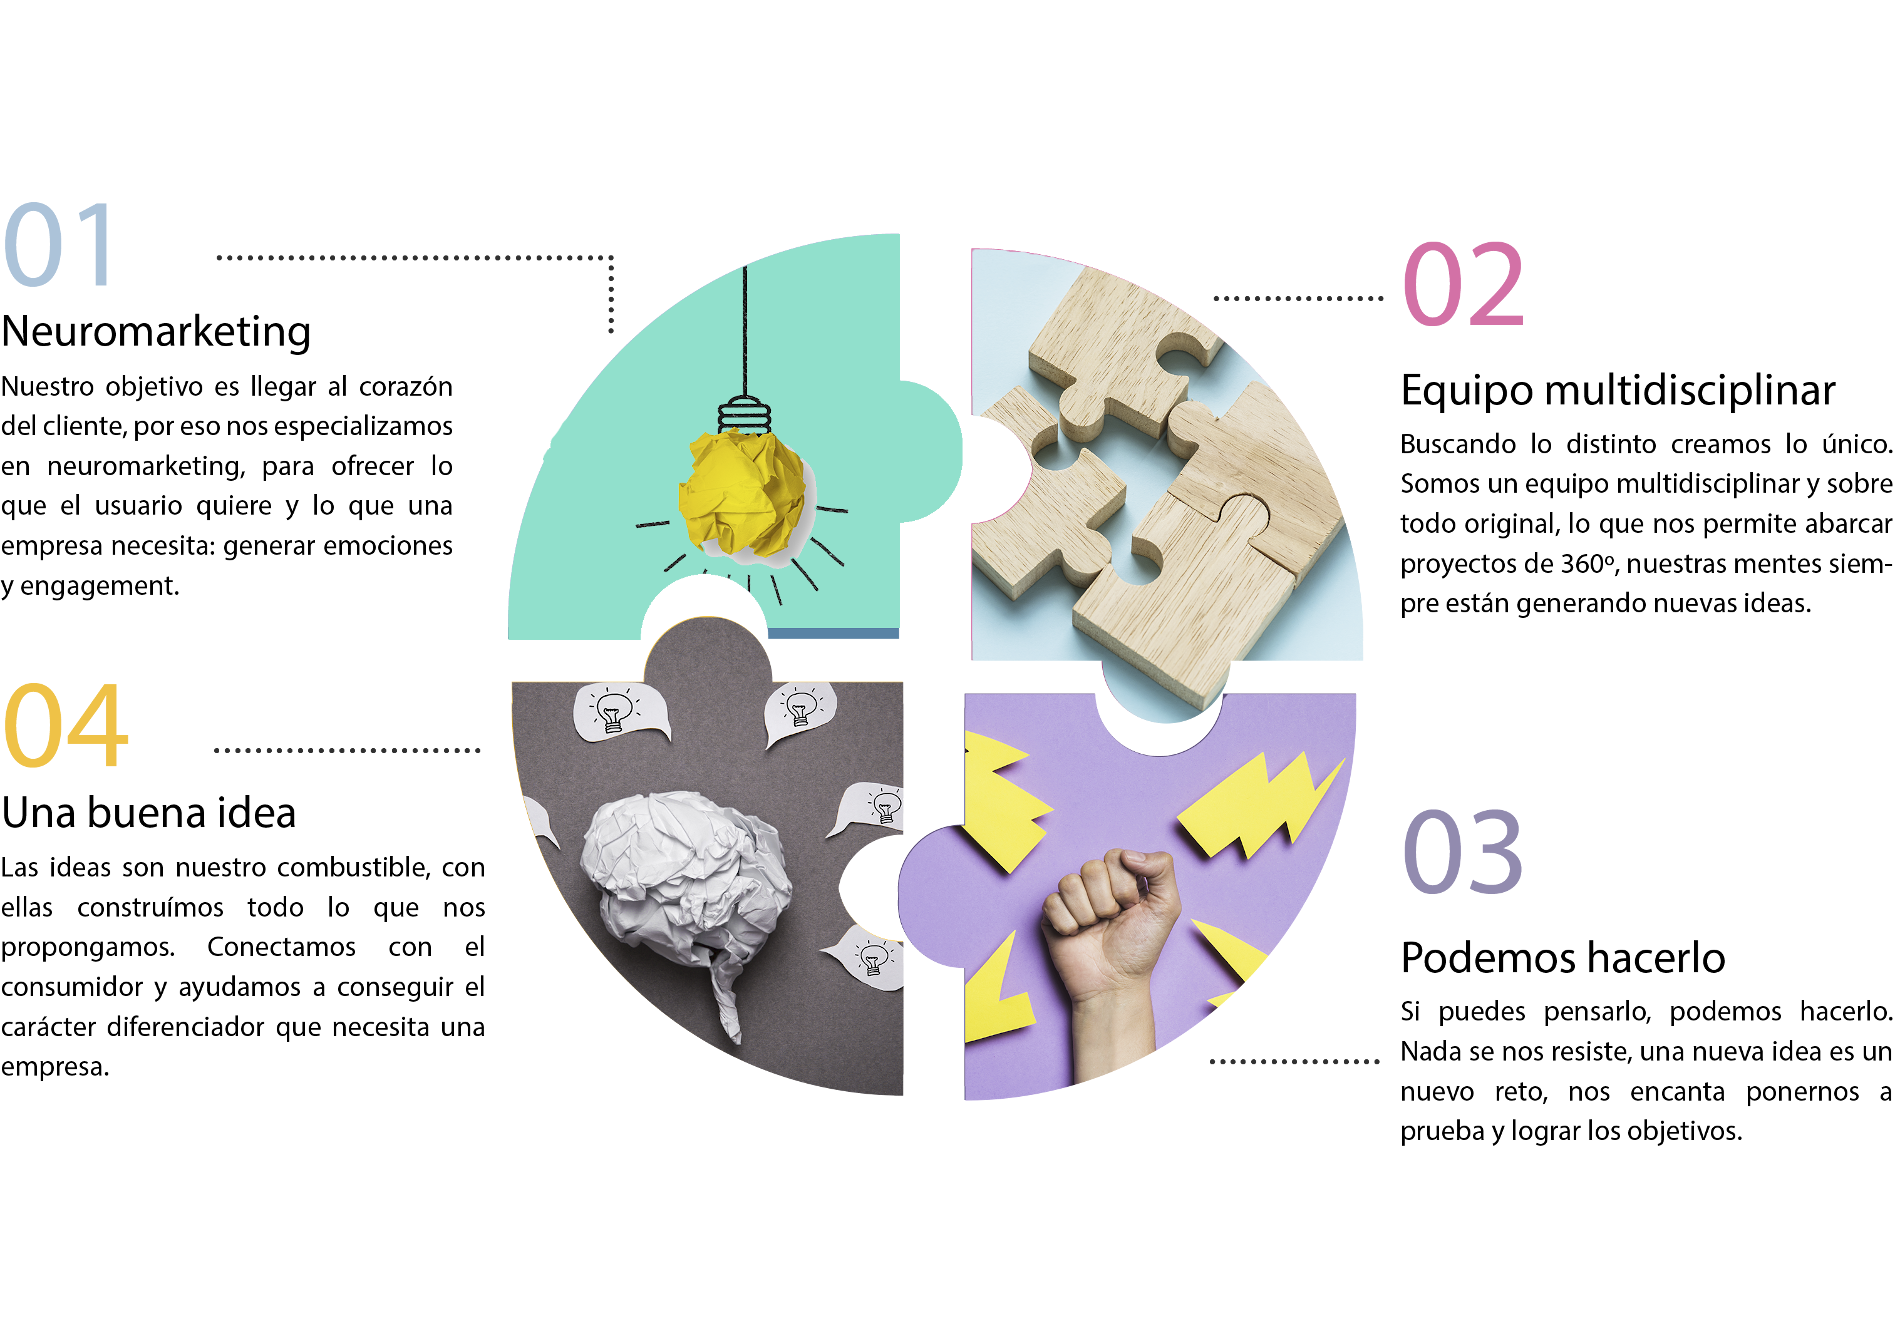 01
Neuromarketing
Nuestro objetivo es llegar al corazón
del cliente, por eso nos especializamos
en neuromarketing, para ofrecer lo
que el usuario quiere y lo que una
empresa necesita: generar emociones
y engagement.
02
Equipo multidisciplinar
Buscando lo distinto creamos lo único.
Somos un equipo multidisciplinar y sobre
todo original, lo que nos permite abarcar
proyectos de 360º, nuestras mentes siem-
pre están generando nuevas ideas.
03
Podemos hacerlo
Si puedes pensarlo, podemos hacerlo.
Nada se nos resiste, una nueva idea es un
nuevo reto, nos encanta ponernos a
prueba y lograr los objetivos.
04
Una buena idea
Las ideas son nuestro combustible, con
ellas construímos todo lo que nos
propongamos. Conectamos con el
consumidor y ayudamos a conseguir el
carácter diferenciador que necesita una
empresa.